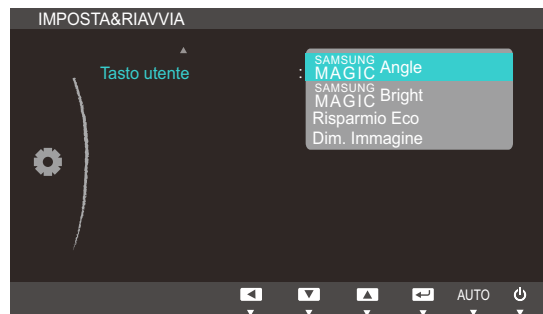 IMPOSTA&RIAVVIA
Tasto utente : SAMSUNG MAGIC Angle
SAMSUNG MAGIC Bright
Risparmio Eco
Dim. Immagine
AUTO